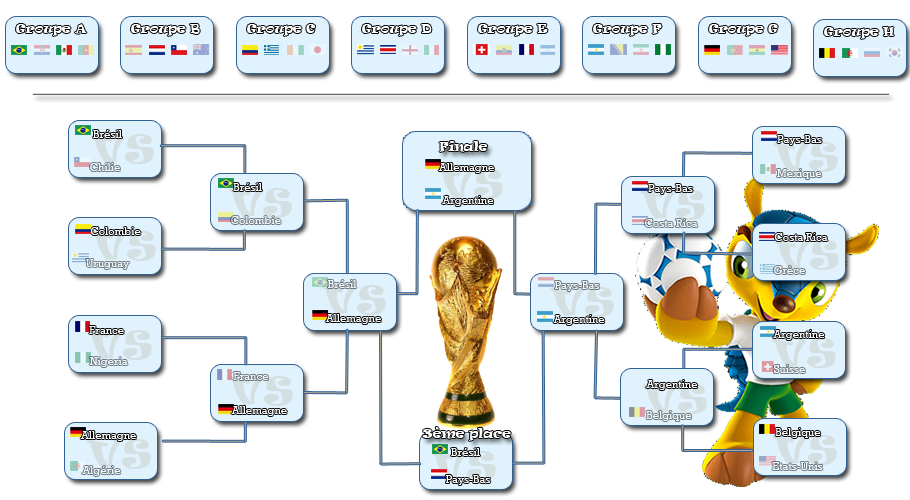 Groupe A
Groupe B
Groupe C
Groupe D
Groupe E
Groupe F
Groupe G
Groupe H
Brésil
VS
Chilie
Colombie
VS
Uruguay
France
VS
Nigeria
Allemagne
VS
Algérie
Brésil
VS
Colombie
France
VS
Allemagne
Brésil
VS
Allemagne
Finale
Allemagne
VS
Argentine
3ème place
Brésil
VS
Pays-Bas
Pays-Bas
VS
Argentine
Pays-Bas
VS
Costa Rica
Argentine
VS
Belgique
Pays-Bas
VS
Mexique
Costa Rica
VS
Grèce
Argentine
VS
Suisse
Belgique
VS
Etats-Unis